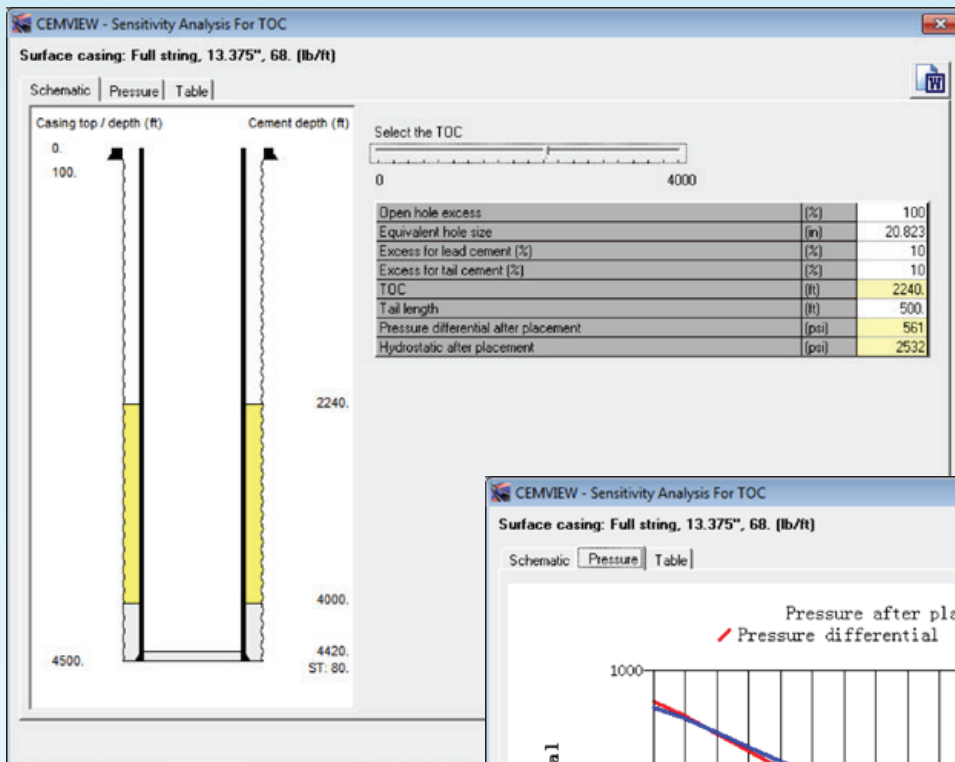 CEMVIEW - Sensitivity Analysis For TOC
Surface casing: Full string, 13.375", 68. (lb/ft)
Schematic Pressure Table
W
Casing top / depth (ft) Cement depth (ft)
0.
100.
2240.
4000.
4500.
4420.
ST: 80.
Select the TOC
0 4000
Open hole excess (%) 100
Equivalent hole size (in) 20.823
Excess for lead cement (%) (%) 10
Excess for tail cement (%) (%) 10
TOC (ft) 2240.
Tail length (ft) 500.
Pressure differential after placement (psi) 561
Hydrostatic after placement (psi) 2532
CEMVIEW - Sensitivity Analysis For TOC
Surface casing: Full string, 13.375", 68. (lb/ft)
Schematic Pressure Table
Pressure after pla
Pressure differential
1000
al